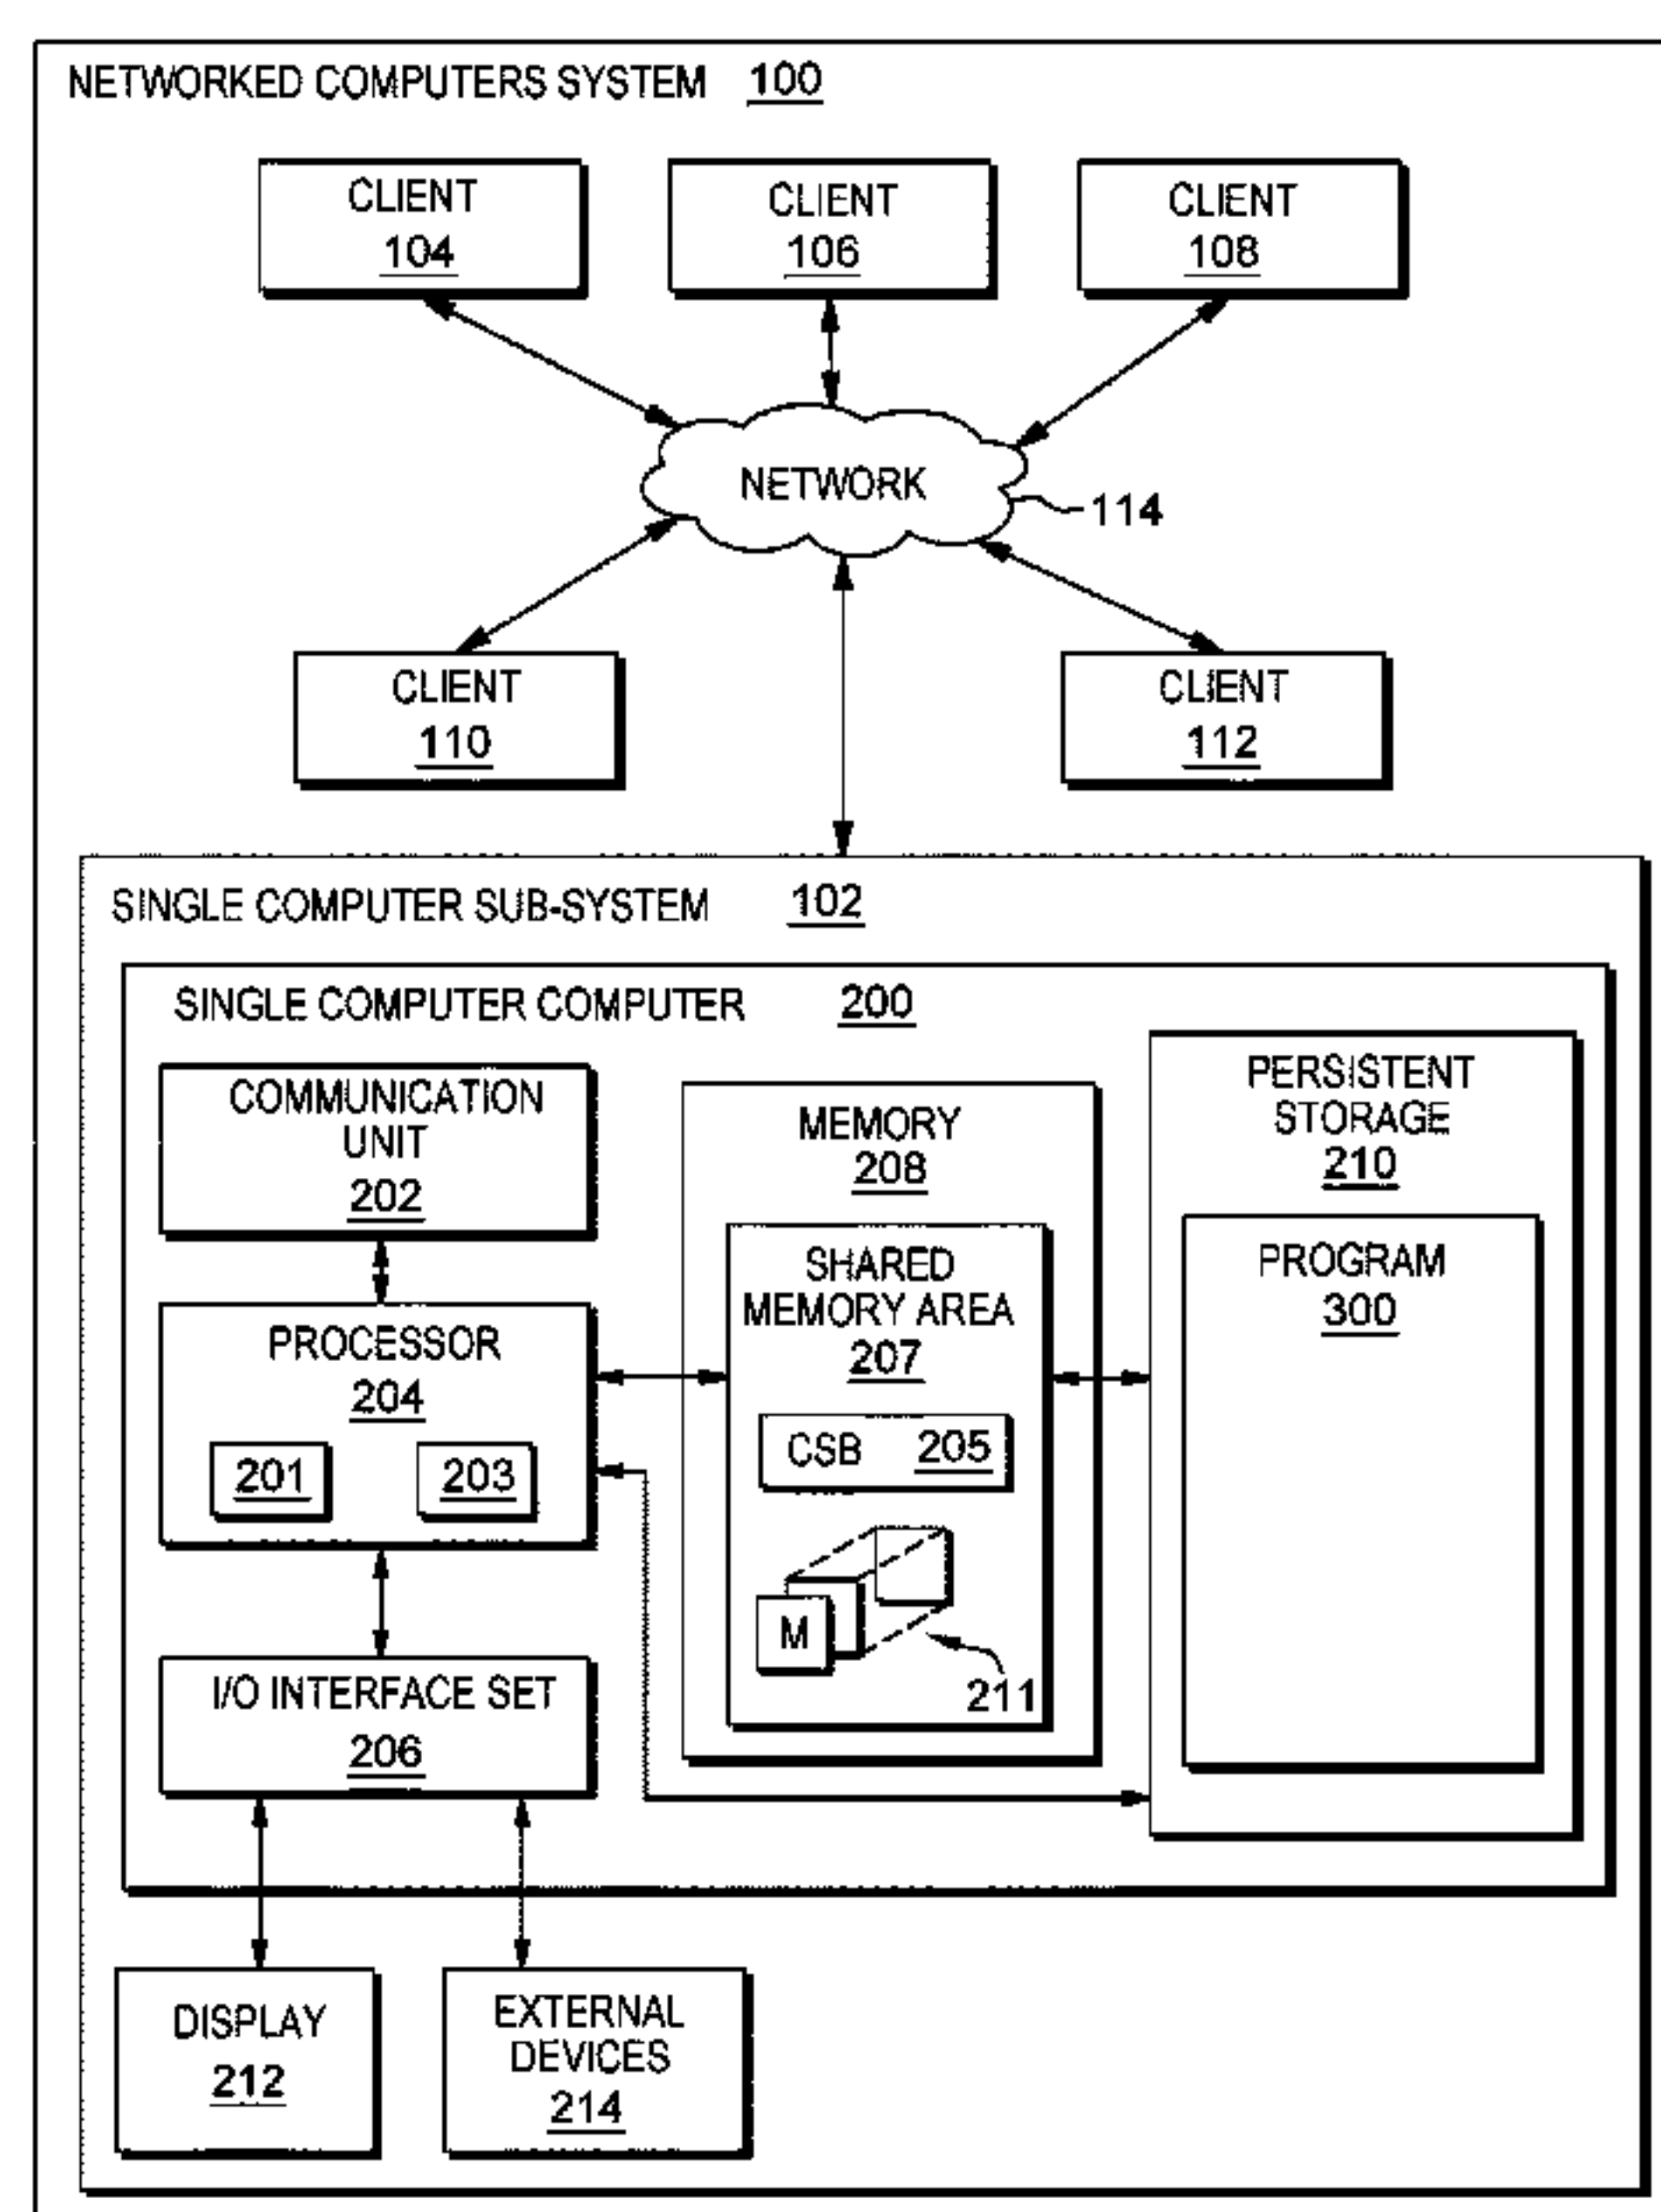 NETWORKED COMPUTERS SYSTEM 100
CLIENT
104
CLIENT
106
CLIENT
108
NETWORK
114
CLIENT
110
CLIENT
112
SINGLE COMPUTER SUB-SYSTEM 102
SINGLE COMPUTER COMPUTER 200
COMMUNICATION
UNIT
202
PROCESSOR
204
201
203
I/O INTERFACE SET
206
MEMORY
208
SHARED
MEMORY AREA
207
CSB 205
M
211
PERSISTENT
STORAGE
210
PROGRAM
300
DISPLAY
212
EXTERNAL
DEVICES
214